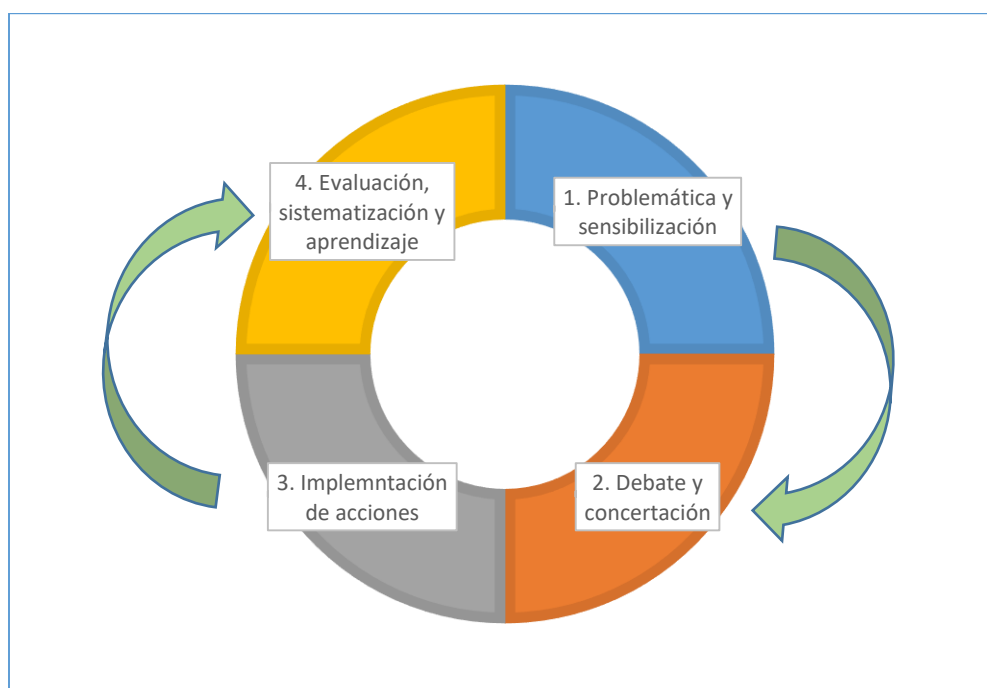 1. Problemática y
sensibilización
2. Debate y
concertación
3. Implemntación
de acciones
4. Evaluación,
sistematización y
aprendizaje